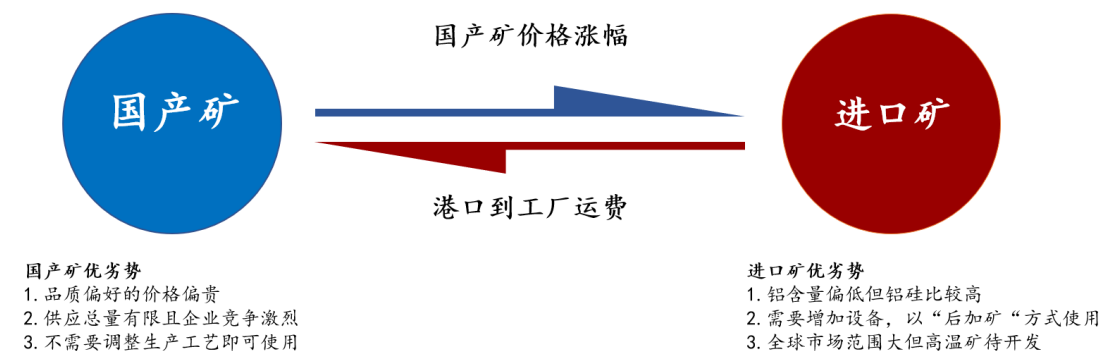 国产矿价格涨幅
国产矿
进口矿
港口到工厂运费
国产矿优劣势
1.品质偏好的价格偏贵
2.供应总量有限且企业竞争激烈
3.不需要调整生产工艺即可使用
进口矿优劣势
1.铝含量偏低但铝硅比较高
2.需要增加设备，以“后加矿“方式使用
3.全球市场范围大但高温矿待开发